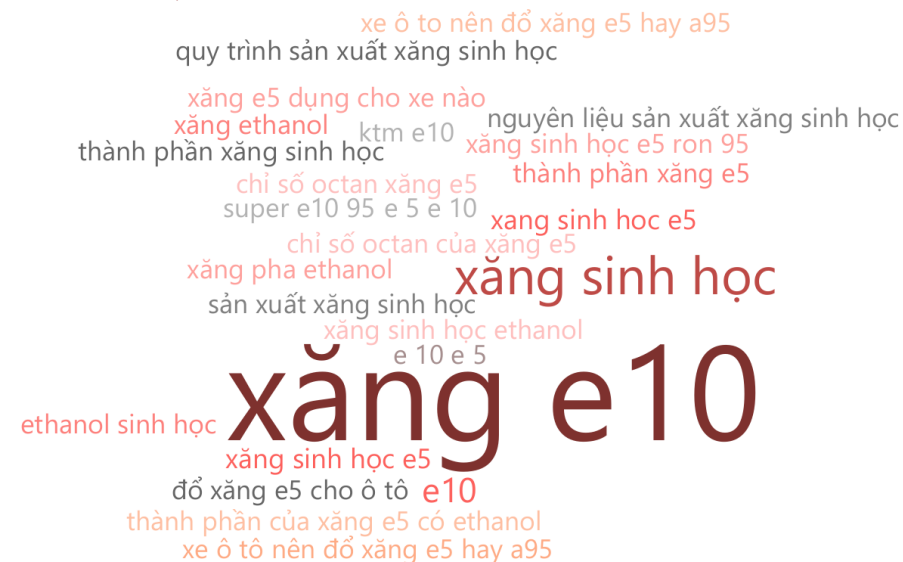 xe ô to nên đổ xăng e5 hay a95
quy trình sản xuất xăng sinh học
xăng e5 dụng cho xe nào
nguyên liệu sản xuất xăng sinh học
xăng ethanol
ktm e10
xăng sinh học e5 ron 95
thành phần xăng sinh học
thành phần xăng e5
chỉ số octan xăng e5
super e10 95 e 5 e 10
xang sinh hoc e5
chỉ số octan của xăng e5
xăng pha ethanol
xăng sinh học
sản xuất xăng sinh học
xăng sinh học ethanol
e 10 e 5
xăng e10
ethanol sinh học
xăng sinh học e5
đổ xăng e5 cho ô tô
e10
thành phần của xăng e5 có ethanol
xe ô tô nên đổ xăng e5 hay a95